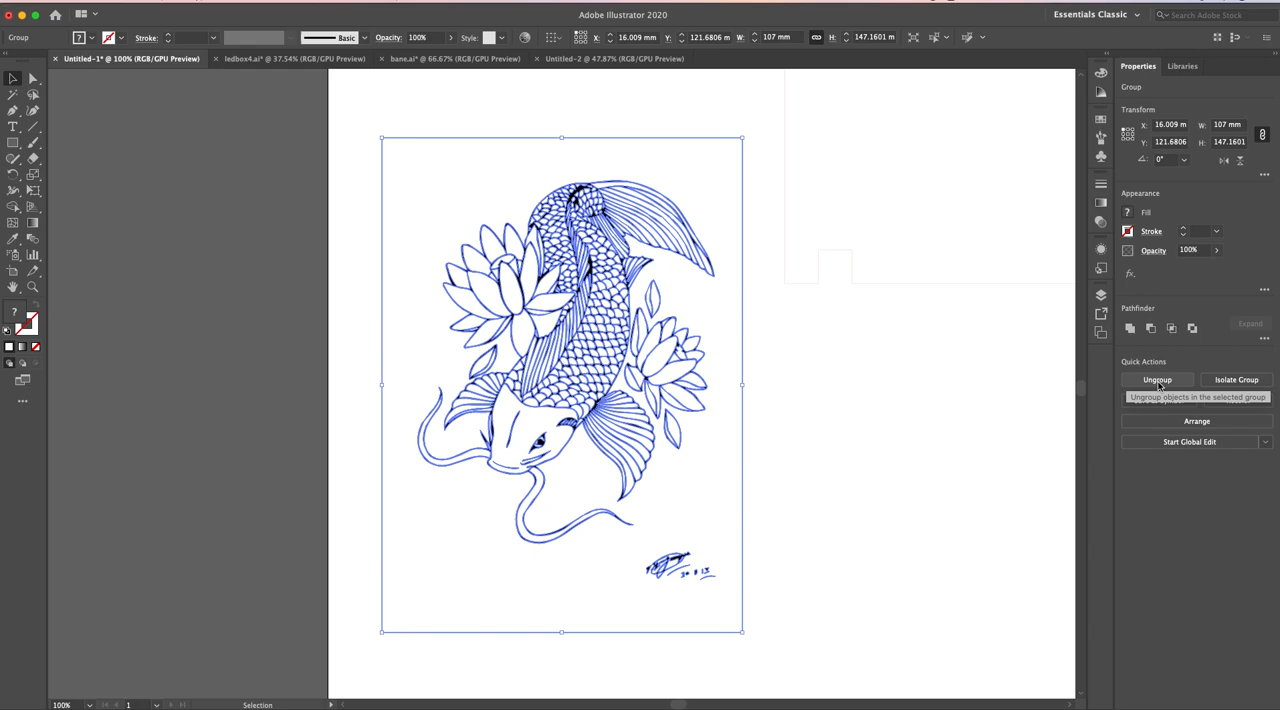 Adobe Illustrator 2020
Essentials Classic
Search Adobe Stock
Group
?
Stroke:
Basic
Opacity: 100%
Style:
X: 16.009 mm
Y: 121.6806 m
W: 107 mm
H: 147.1601 m
× Untitled-1* @ 100% (RGB/GPU Preview)
× ledbox4.ai* @ 37.54% (RGB/GPU Preview)
× bane.ai* @ 66.67% (RGB/GPU Preview)
× Untitled-2 @ 47.87% (RGB/GPU Preview)
Properties
Libraries
Group
Transform
X: 16.009 m
W: 107 mm
Y: 121.6806
H: 147.1601
0°
Appearance
? Fill
Stroke
Opacity 100%
fx.
Pathfinder
Expand
Quick Actions
Ungroup
Isolate Group
Ungroup objects in the selected group
Arrange
Start Global Edit
?
100%
1
Selection